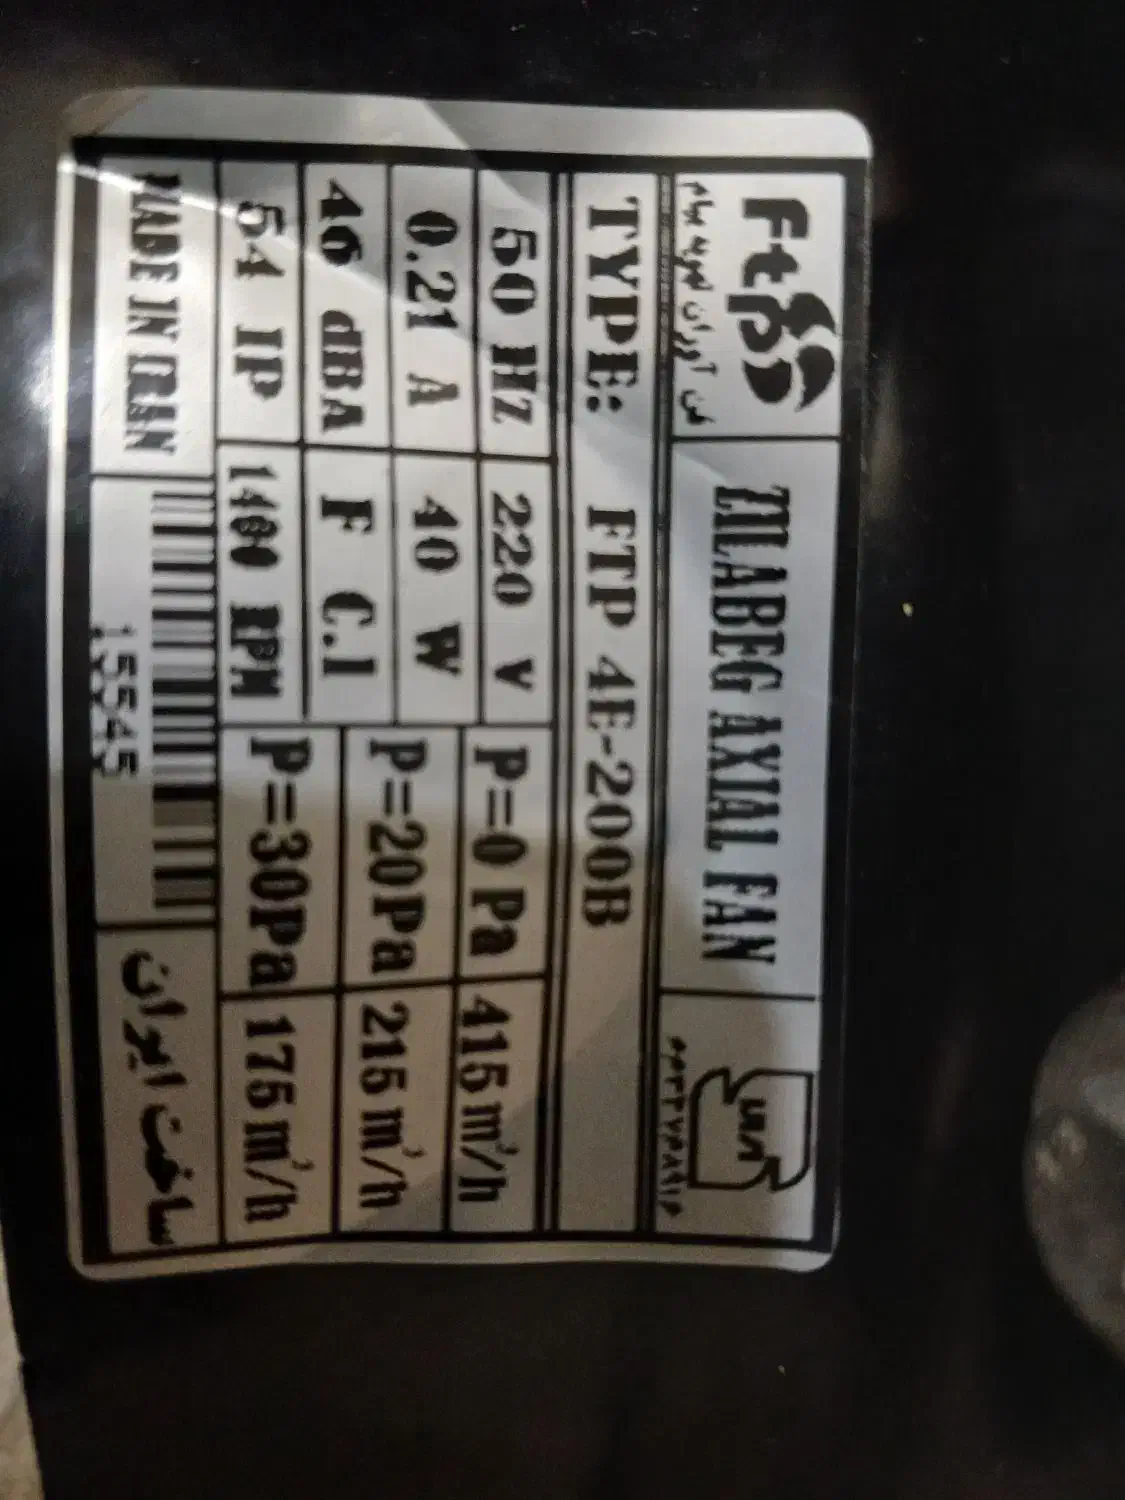 Ftp
فن آوران تهویه پیام
ZILABEG AXIAL FAN
TYPE: FTP 4E-200B
50 HZ 220 V P=0 Pa 415 m³/h
0.21 A 40 W P=20Pa 215 m³/h
46 dBA F C.l P=30Pa 175 m³/h
54 IP 1400 RPM
MADE IN IRAN 15545 ساخت ایران